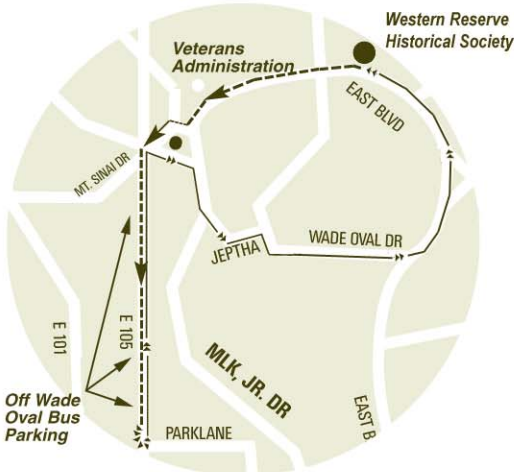 Western Reserve
Historical Society
Veterans
Administration
EAST BLVD
MT. SINAI DR
JEPTHA
WADE OVAL DR
E 101
E 105
MLK, JR. DR
Off Wade
Oval Bus
Parking
PARKLANE
EAST B